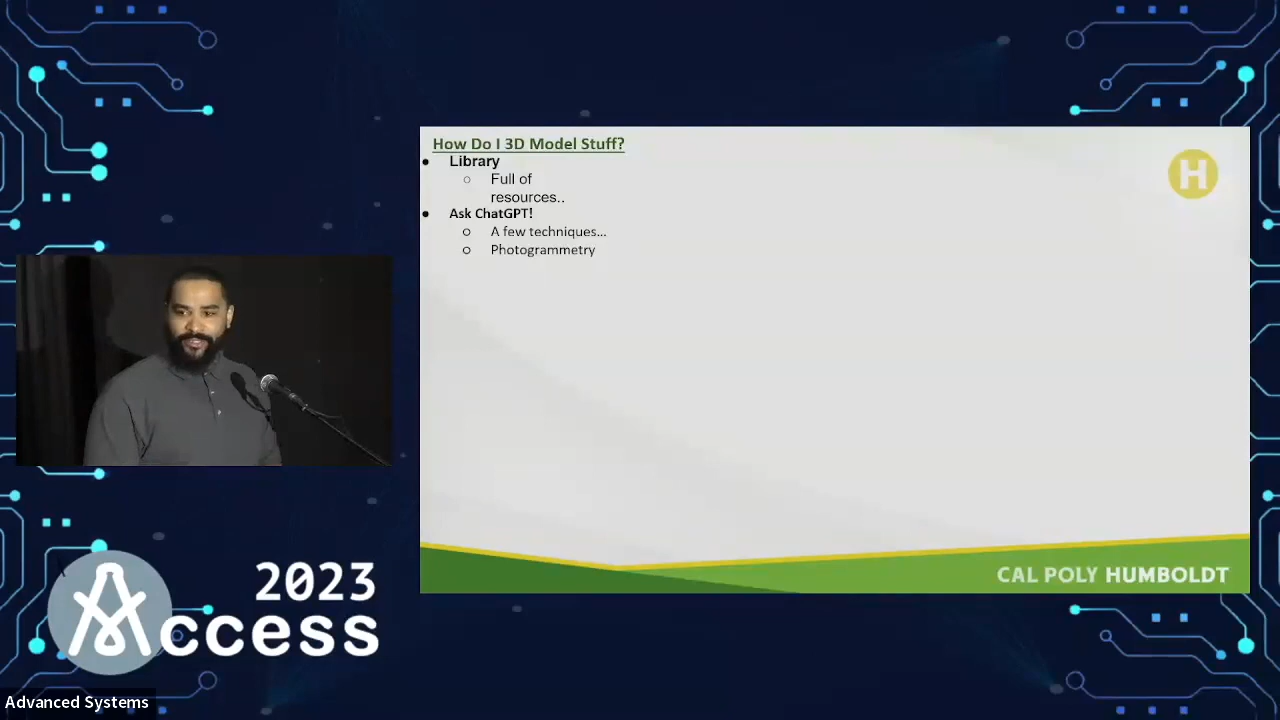 How Do I 3D Model Stuff?
● Library
○ Full of
resources..
● Ask ChatGPT!
○ A few techniques...
○ Photogrammetry
H
CAL POLY HUMBOLDT
2023
Access
Advanced Systems